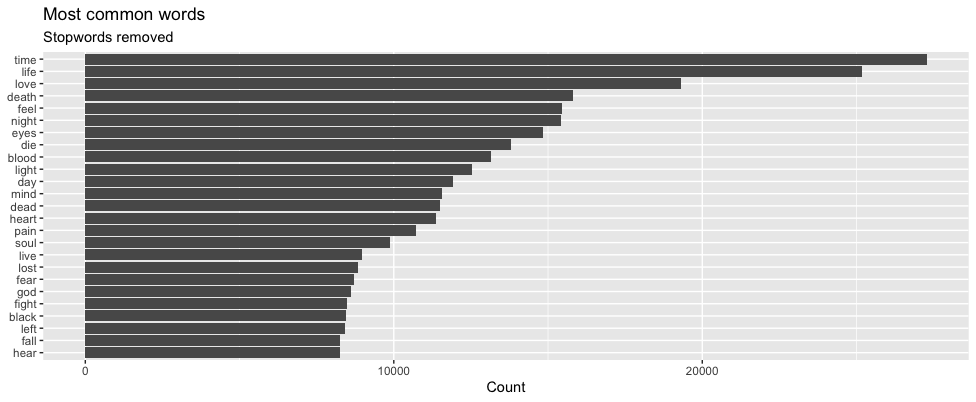 Most common words
Stopwords removed
time
life
love
death
feel
night
eyes
die
blood
light
day
mind
dead
heart
pain
soul
live
lost
fear
god
fight
black
left
fall
hear
0 10000 20000
Count